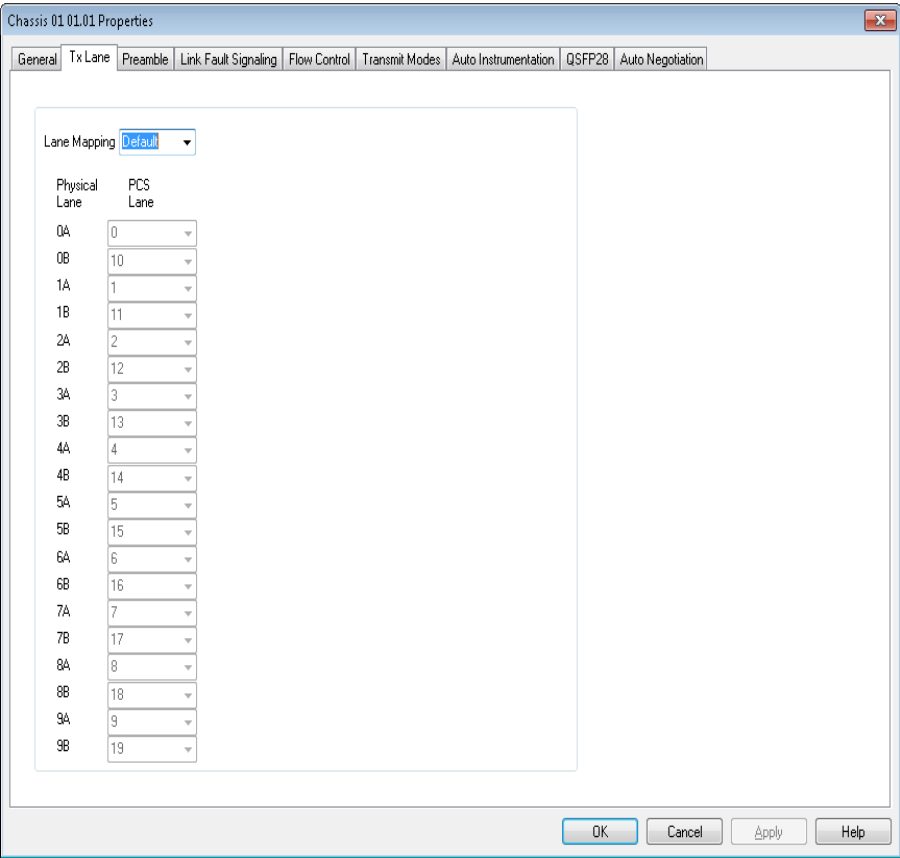 Chassis 01 01.01 Properties
General Tx Lane Preamble Link Fault Signaling Flow Control Transmit Modes Auto Instrumentation QSFP28 Auto Negotiation
Lane Mapping Default
Physical Lane PCS Lane
0A 0
0B 10
1A 1
1B 11
2A 2
2B 12
3A 3
3B 13
4A 4
4B 14
5A 5
5B 15
6A 6
6B 16
7A 7
7B 17
8A 8
8B 18
9A 9
9B 19
OK Cancel Apply Help